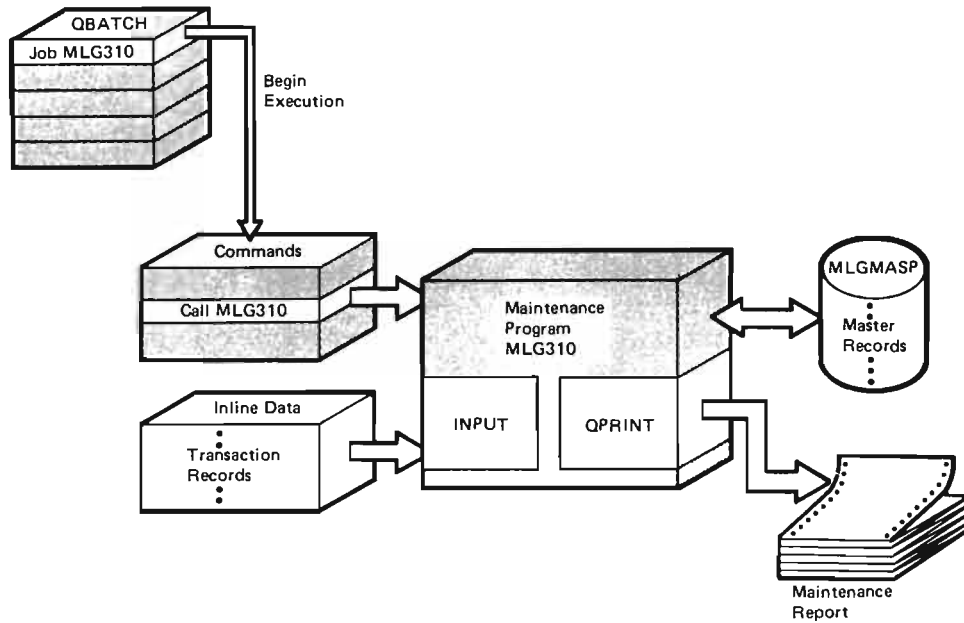 QBATCH
Job MLG310
Begin
Execution
Commands
Call MLG310
Inline Data
Transaction
Records
Maintenance
Program
MLG310
INPUT
QPRINT
MLGMASP
Master
Records
Maintenance
Report